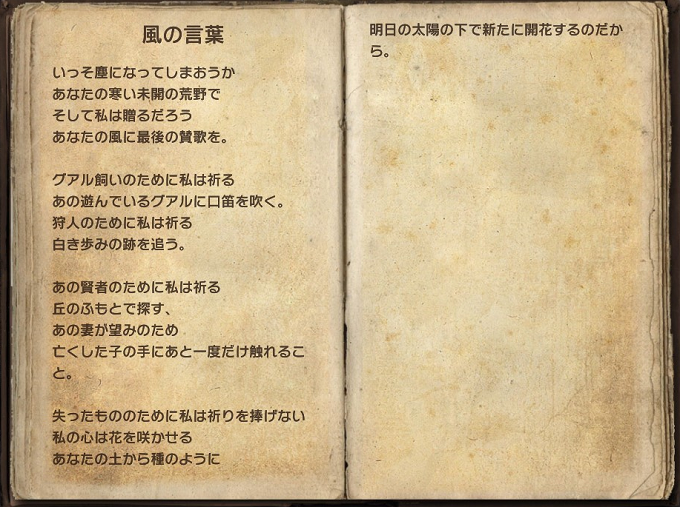 風の言葉
いっそ塵になってしまおうか
あなたの寒い未開の荒野で
そして私は贈るだろう
あなたの風に最後の賛歌を。
グアル飼いのために私は祈る
あの遊んでいるグアルに口笛を吹く。
狩人のために私は祈る
白き歩みの跡を追う。
あの賢者のために私は祈る
丘のふもとで探す、
あの妻が望みのため
亡くした子の手にあと一度だけ触れるこ
と。
失ったもののために私は祈りを捧げない
私の心は花を咲かせる
あなたの土から種のように
明日の太陽の下で新たに開花するのだか
ら。